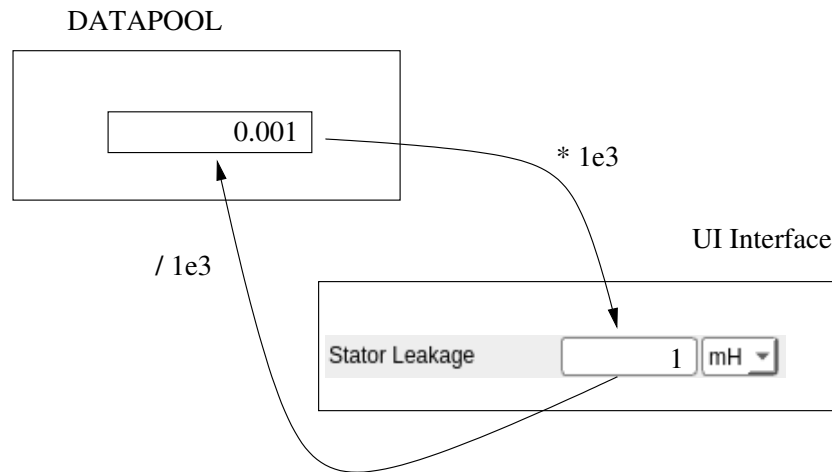 DATAPOOL
0.001
* 1e3
/ 1e3
UI Interface
Stator Leakage 1 mH